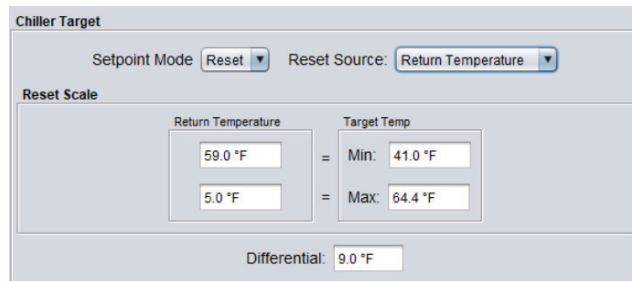 Chiller Target
Setpoint Mode Reset Reset Source: Return Temperature
Reset Scale
Return Temperature Target Temp
59.0 °F = Min: 41.0 °F
5.0 °F = Max: 64.4 °F
Differential: 9.0 °F